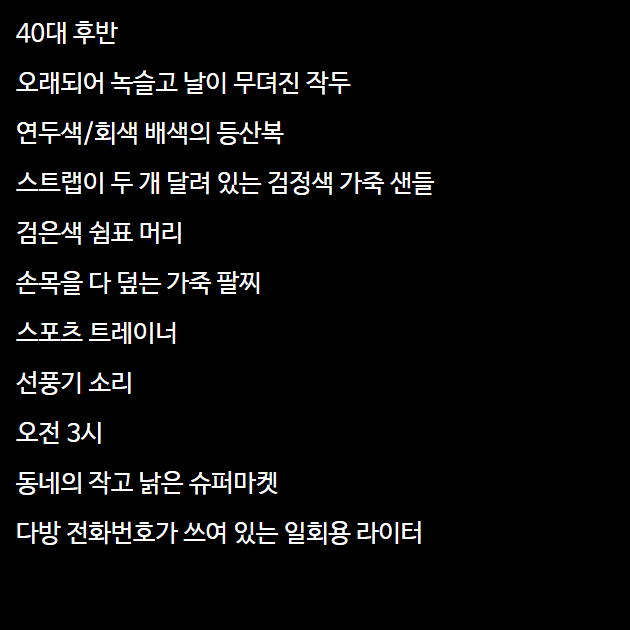 40대 후반
오래되어 녹슬고 날이 무뎌진 작두
연두색/회색 배색의 등산복
스트랩이 두 개 달려 있는 검정색 가죽 샌들
검은색 쉼표 머리
손목을 다 덮는 가죽 팔찌
스포츠 트레이너
선풍기 소리
오전 3시
동네의 작고 낡은 슈퍼마켓
다방 전화번호가 쓰여 있는 일회용 라이터